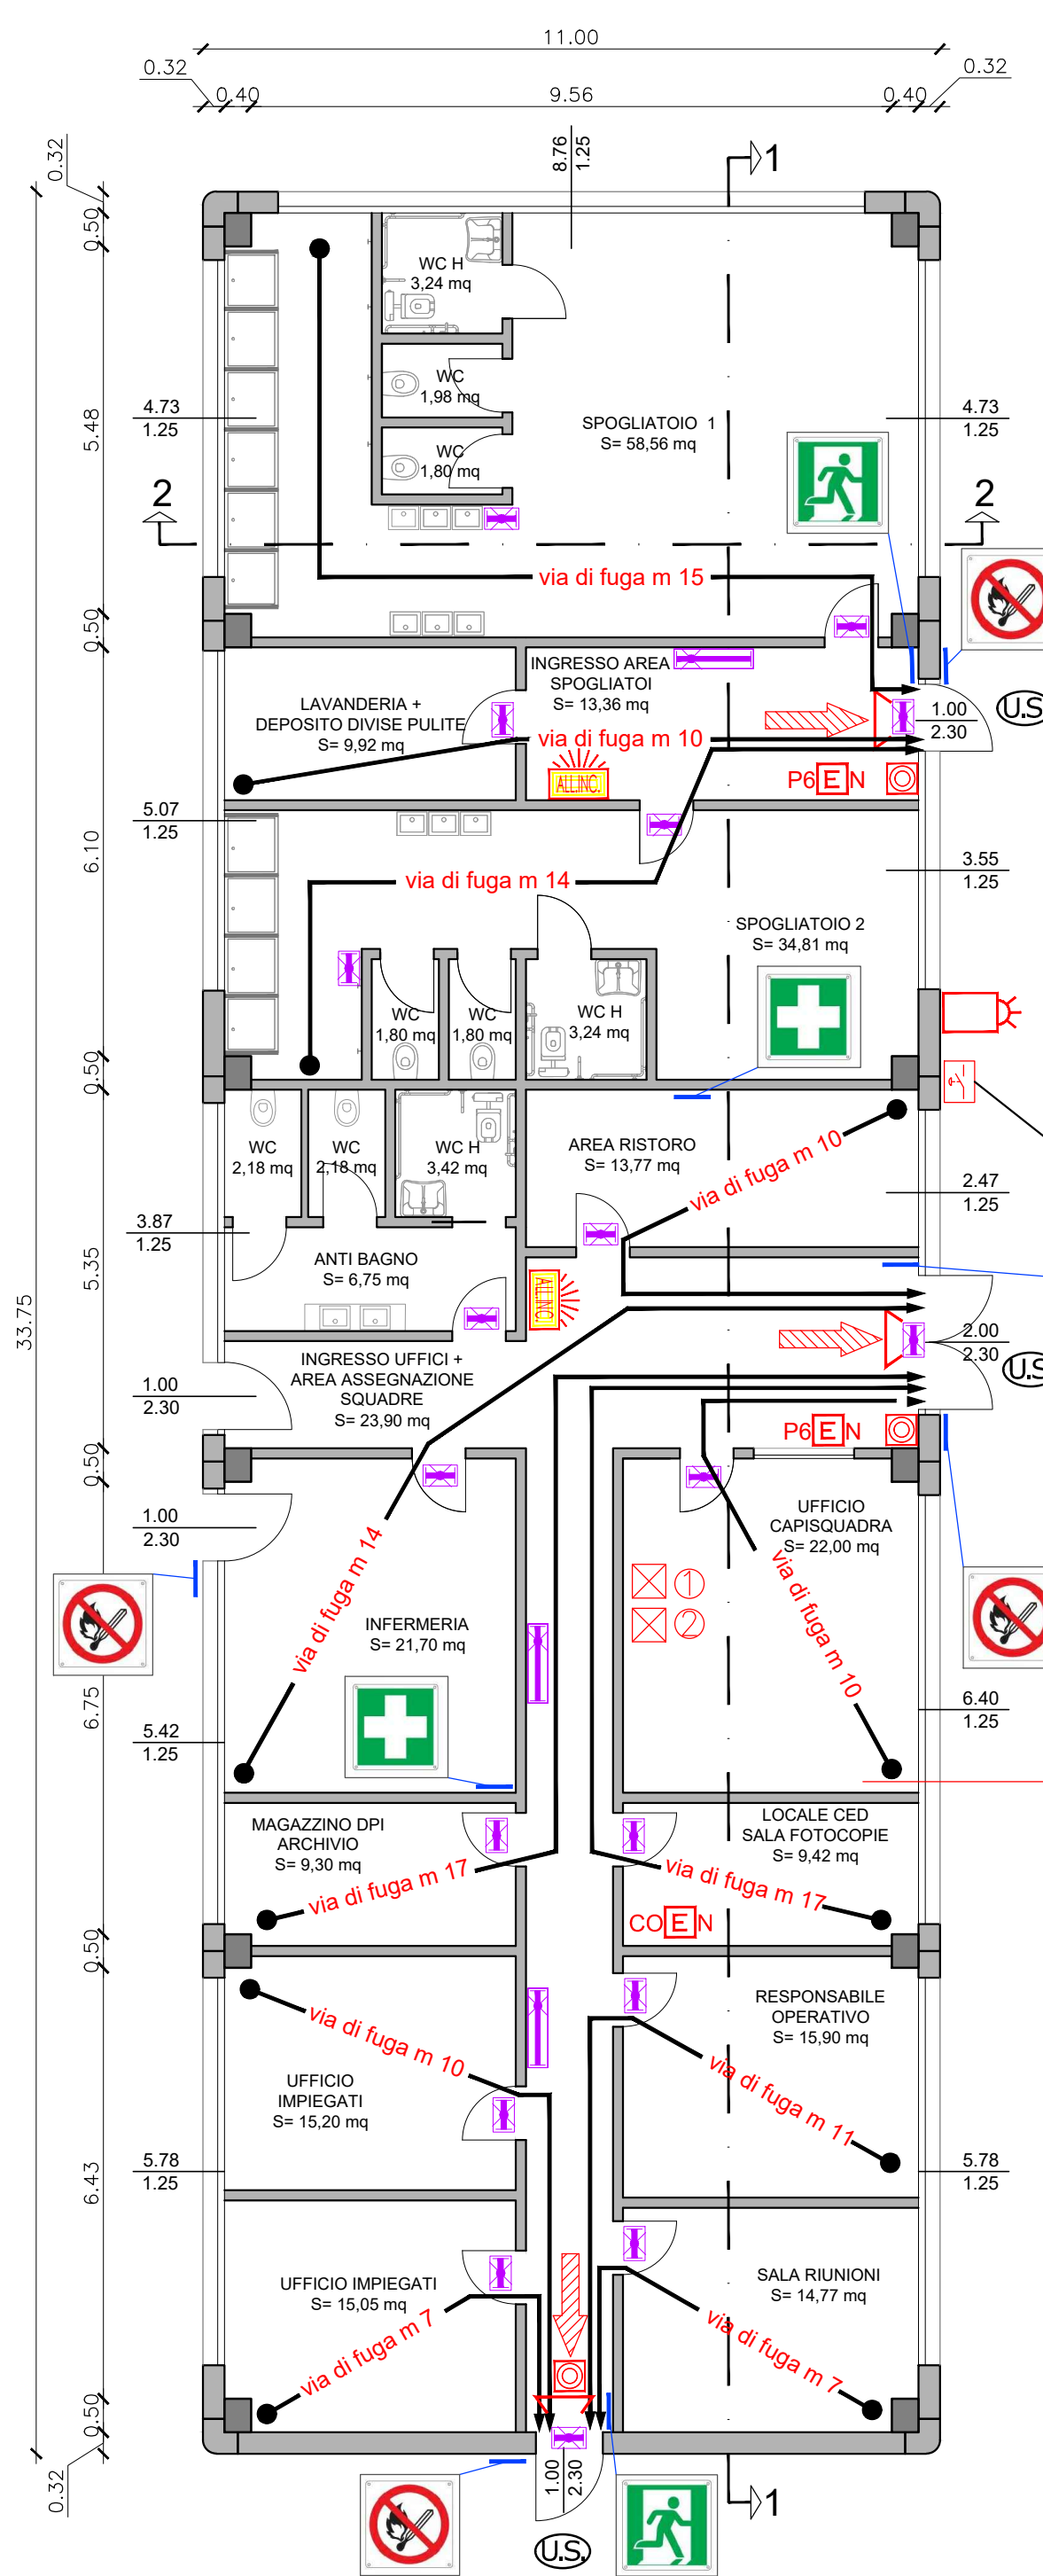 11.00
0.32
0.32
0.40
9.56
0.40
0.32
8.76
1.25
1
0.50
WC H
3,24 mq
WC
1,98 mq
4.73
1.25
SPOGLIATOIO 1
S= 58,56 mq
4.73
1.25
5.48
WC
1,80 mq
2
2
via di fuga m 15
0.50
INGRESSO AREA
SPOGLIATOI
S= 13,36 mq
LAVANDERIA +
DEPOSITO DIVISE PULITE
S= 9,92 mq
1.00
2.30
U.S
via di fuga m 10
ALL.INC.
P6 E N
5.07
1.25
6.10
via di fuga m 14
3.55
1.25
SPOGLIATOIO 2
S= 34,81 mq
WC
1,80 mq
WC
1,80 mq
WC H
3,24 mq
0.50
WC
2,18 mq
WC
2,18 mq
WC H
3,42 mq
AREA RISTORO
S= 13,77 mq
via di fuga m 10
2.47
1.25
3.87
1.25
5.35
ANTI BAGNO
S= 6,75 mq
ALL.INC.
33.75
2.00
2.30
U.S
INGRESSO UFFICI +
AREA ASSEGNAZIONE
SQUADRE
S= 23,90 mq
1.00
2.30
P6 E N
0.50
1.00
2.30
UFFICIO
CAPISQUADRA
S= 22,00 mq
via di fuga m 14
via di fuga m 10
1
2
INFERMERIA
S= 21,70 mq
6.75
5.42
1.25
6.40
1.25
MAGAZZINO DPI
ARCHIVIO
S= 9,30 mq
LOCALE CED
SALA FOTOCOPIE
S= 9,42 mq
via di fuga m 17
via di fuga m 17
CO E N
0.50
RESPONSABILE
OPERATIVO
S= 15,90 mq
via di fuga m 10
via di fuga m 11
UFFICIO
IMPIEGATI
S= 15,20 mq
5.78
1.25
5.78
1.25
6.43
UFFICIO IMPIEGATI
S= 15,05 mq
SALA RIUNIONI
S= 14,77 mq
via di fuga m 7
via di fuga m 7
0.50
0.32
1.00
2.30
1
U.S.